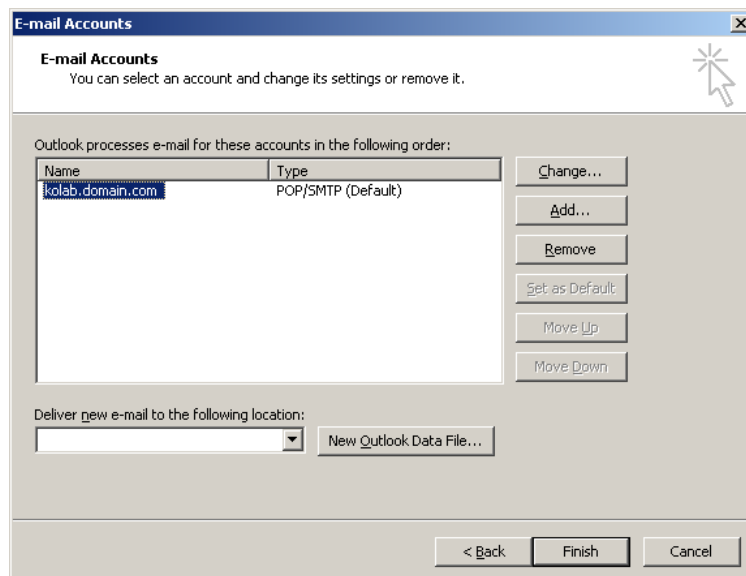 E-mail Accounts
E-mail Accounts
You can select an account and change its settings or remove it.
Outlook processes e-mail for these accounts in the following order:
Name Type
kolab.domain.com POP/SMTP (Default)
Change...
Add...
Remove
Set as Default
Move Up
Move Down
Deliver new e-mail to the following location:
New Outlook Data File...
< Back Finish Cancel